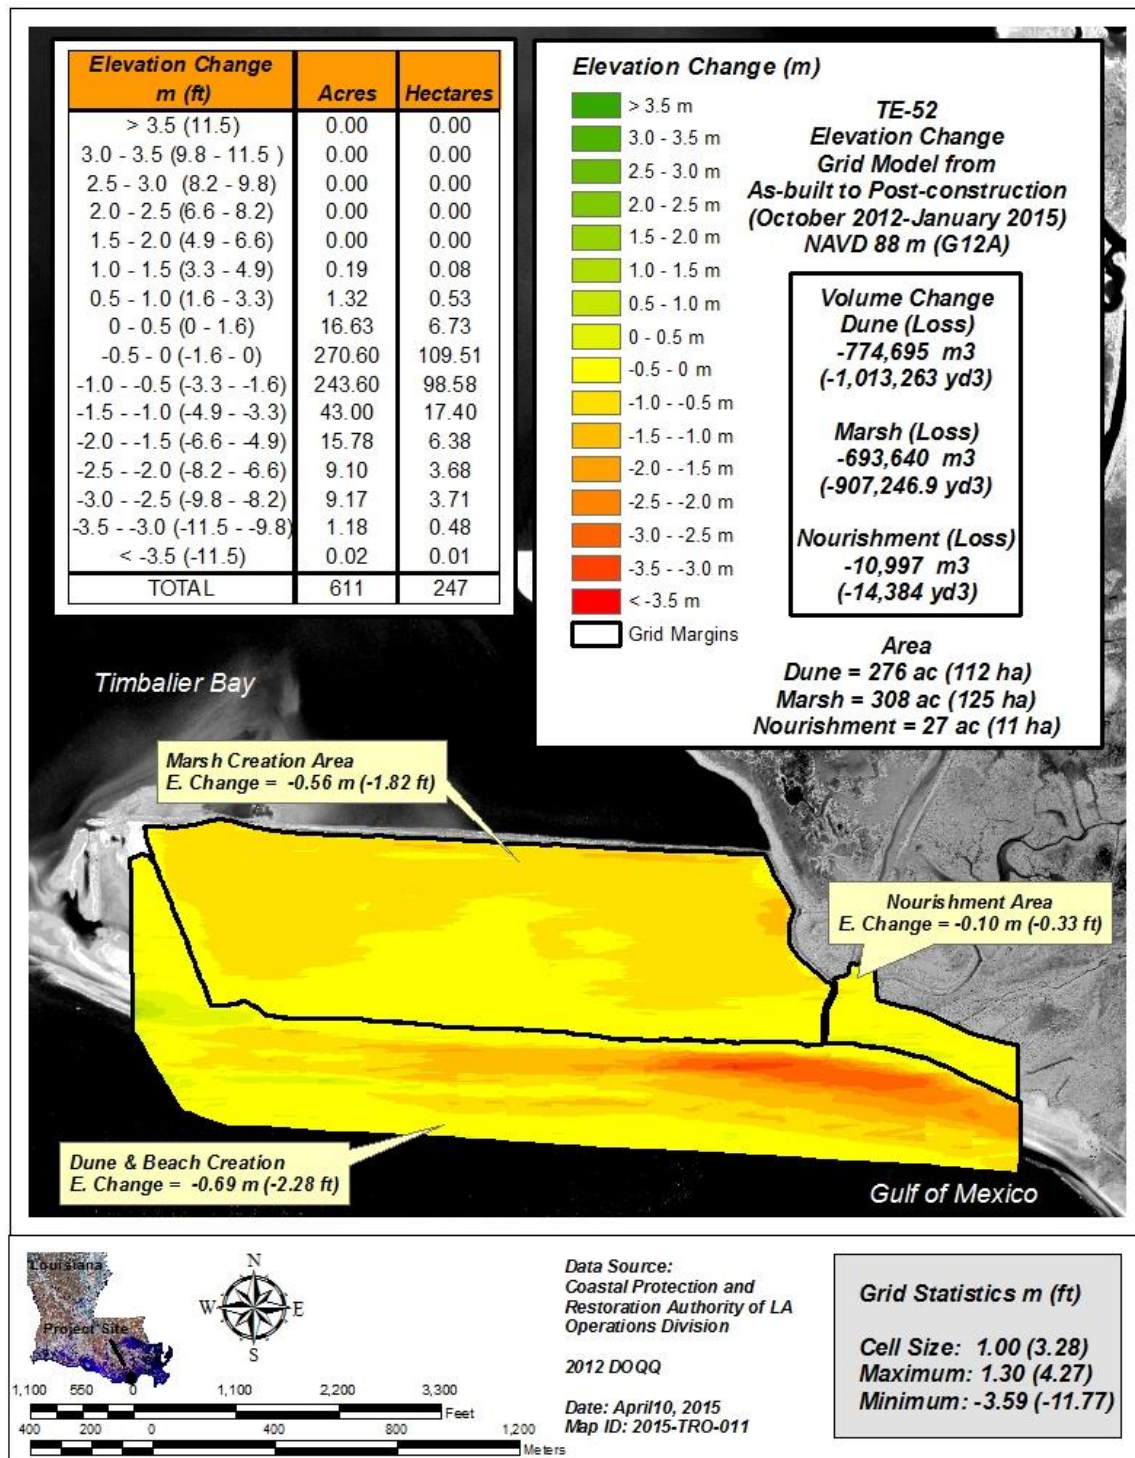 Elevation Change
m (ft) Acres Hectares
> 3.5 (11.5) 0.00 0.00
3.0 - 3.5 (9.8 - 11.5 ) 0.00 0.00
2.5 - 3.0 (8.2 - 9.8) 0.00 0.00
2.0 - 2.5 (6.6 - 8.2) 0.00 0.00
1.5 - 2.0 (4.9 - 6.6) 0.00 0.00
1.0 - 1.5 (3.3 - 4.9) 0.19 0.08
0.5 - 1.0 (1.6 - 3.3) 1.32 0.53
0 - 0.5 (0 - 1.6) 16.63 6.73
-0.5 - 0 (-1.6 - 0) 270.60 109.51
-1.0 - -0.5 (-3.3 - -1.6) 243.60 98.58
-1.5 - -1.0 (-4.9 - -3.3) 43.00 17.40
-2.0 - -1.5 (-6.6 - -4.9) 15.78 6.38
-2.5 - -2.0 (-8.2 - -6.6) 9.10 3.68
-3.0 - -2.5 (-9.8 - -8.2) 9.17 3.71
-3.5 - -3.0 (-11.5 - -9.8) 1.18 0.48
< -3.5 (-11.5) 0.02 0.01
TOTAL 611 247
Elevation Change (m)
> 3.5 m
3.0 - 3.5 m
2.5 - 3.0 m
2.0 - 2.5 m
1.5 - 2.0 m
1.0 - 1.5 m
0.5 - 1.0 m
0 - 0.5 m
-0.5 - 0 m
-1.0 - -0.5 m
-1.5 - -1.0 m
-2.0 - -1.5 m
-2.5 - -2.0 m
-3.0 - -2.5 m
-3.5 - -3.0 m
< -3.5 m
Grid Margins
TE-52
Elevation Change
Grid Model from
As-built to Post-construction
(October 2012-January 2015)
NAVD 88 m (G12A)
Volume Change
Dune (Loss)
-774,695 m3
(-1,013,263 yd3)
Marsh (Loss)
-693,640 m3
(-907,246.9 yd3)
Nourishment (Loss)
-10,997 m3
(-14,384 yd3)
Area
Dune = 276 ac (112 ha)
Marsh = 308 ac (125 ha)
Nourishment = 27 ac (11 ha)
Timbalier Bay
Marsh Creation Area
E. Change = -0.56 m (-1.82 ft)
Nourishment Area
E. Change = -0.10 m (-0.33 ft)
Dune & Beach Creation
E. Change = -0.69 m (-2.28 ft)
Gulf of Mexico
Louisiana
Project Site
N
W E
S
1,100 550 0 1,100 2,200 3,300
Feet
400 200 0 400 800 1,200
Meters
Data Source:
Coastal Protection and
Restoration Authority of LA
Operations Division
2012 DOQQ
Date: April10, 2015
Map ID: 2015-TRO-011
Grid Statistics m (ft)
Cell Size: 1.00 (3.28)
Maximum: 1.30 (4.27)
Minimum: -3.59 (-11.77)